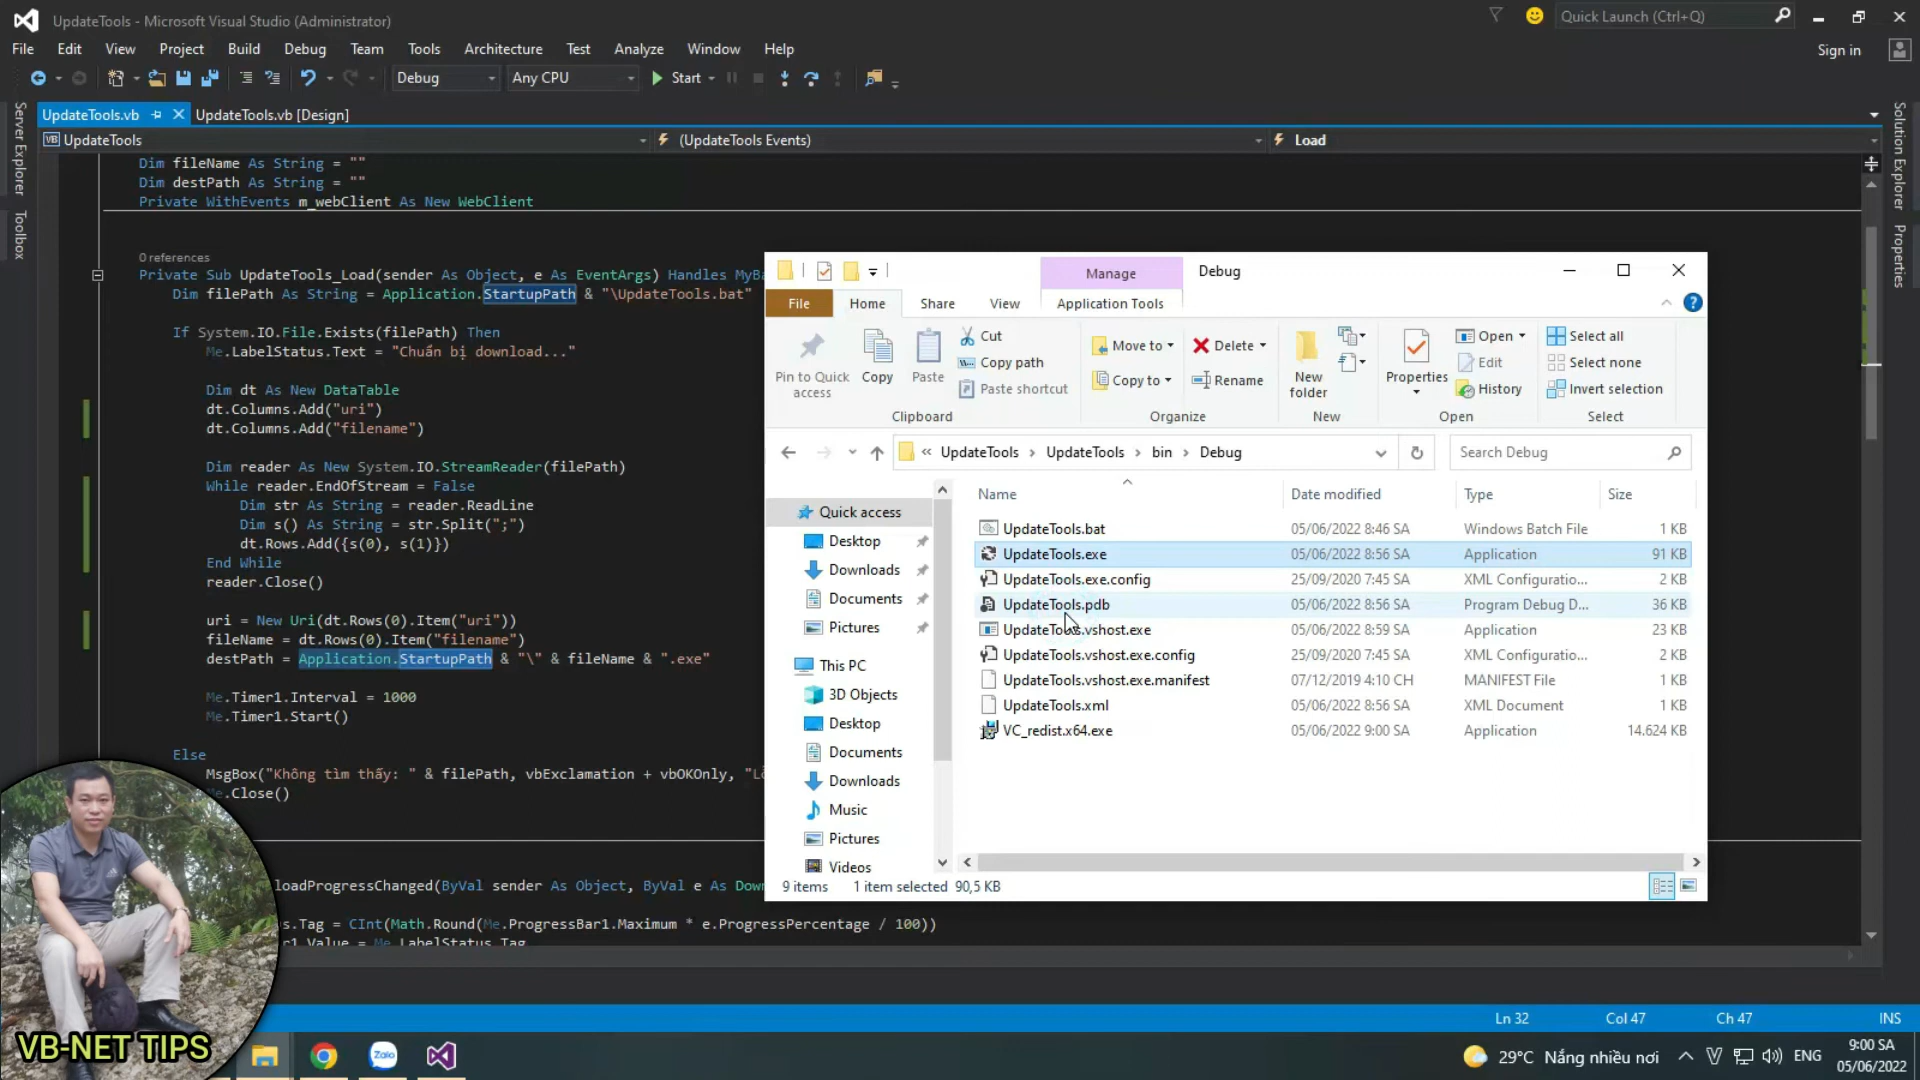 UpdateTools - Microsoft Visual Studio (Administrator)
Quick Launch (Ctrl+Q)
File Edit View Project Build Debug Team Tools Architecture Test Analyze Window Help
Sign in
Debug Any CPU Start
UpdateTools.vb UpdateTools.vb [Design]
UpdateTools (UpdateTools Events) Load
Server Explorer
Toolbox
Solution Explorer
Properties
Dim fileName As String = ""
Dim destPath As String = ""
Private WithEvents m_webClient As New WebClient
0 references
Private Sub UpdateTools_Load(sender As Object, e As EventArgs) Handles MyBa
Dim filePath As String = Application.StartupPath & "\UpdateTools.bat"
If System.IO.File.Exists(filePath) Then
Me.LabelStatus.Text = "Chuẩn bị download..."
Dim dt As New DataTable
dt.Columns.Add("uri")
dt.Columns.Add("filename")
Dim reader As New System.IO.StreamReader(filePath)
While reader.EndOfStream = False
Dim str As String = reader.ReadLine
Dim s() As String = str.Split(";")
dt.Rows.Add({s(0), s(1)})
End While
reader.Close()
uri = New Uri(dt.Rows(0).Item("uri"))
fileName = dt.Rows(0).Item("filename")
destPath = Application.StartupPath & "\" & fileName & ".exe"
Me.Timer1.Interval = 1000
Me.Timer1.Start()
Else
MsgBox("Không tìm thấy: " & filePath, vbExclamation + vbOKOnly, "L
e.Close()
loadProgressChanged(ByVal sender As Object, ByVal e As Dow
s.Tag = CInt(Math.Round(Me.ProgressBar1.Maximum * e.ProgressPercentage / 100))
r1.Value = Me.LabelStatus.Tag
Manage Debug
File Home Share View Application Tools
Pin to Quick access
Copy
Paste
Cut
Copy path
Paste shortcut
Clipboard
Move to
Copy to
Delete
Rename
Organize
New folder
New
Properties
Open
Edit
History
Open
Select all
Select none
Invert selection
Select
« UpdateTools › UpdateTools › bin › Debug
Search Debug
Quick access
Desktop
Downloads
Documents
Pictures
This PC
3D Objects
Desktop
Documents
Downloads
Music
Pictures
Videos
Name Date modified Type Size
UpdateTools.bat 05/06/2022 8:46 SA Windows Batch File 1 KB
UpdateTools.exe 05/06/2022 8:56 SA Application 91 KB
UpdateTools.exe.config 25/09/2020 7:45 SA XML Configuratio... 2 KB
UpdateTools.pdb 05/06/2022 8:56 SA Program Debug D... 36 KB
UpdateTools.vshost.exe 05/06/2022 8:59 SA Application 23 KB
UpdateTools.vshost.exe.config 25/09/2020 7:45 SA XML Configuratio... 2 KB
UpdateTools.vshost.exe.manifest 07/12/2019 4:10 CH MANIFEST File 1 KB
UpdateTools.xml 05/06/2022 8:56 SA XML Document 1 KB
VC_redist.x64.exe 05/06/2022 9:00 SA Application 14.624 KB
9 items 1 item selected 90,5 KB
Ln 32 Col 47 Ch 47 INS
VB-NET TIPS
Zalo
29°C Nắng nhiều nơi
ENG
9:00 SA
05/06/2022